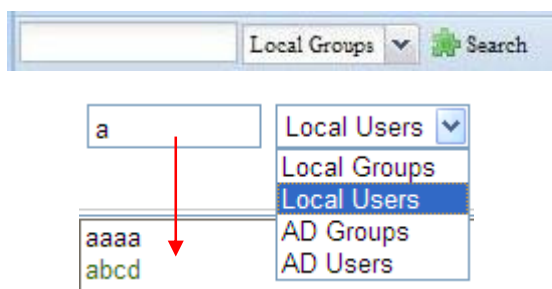 Local Groups Search
a Local Users
Local Groups
Local Users
aaaa AD Groups
abcd AD Users